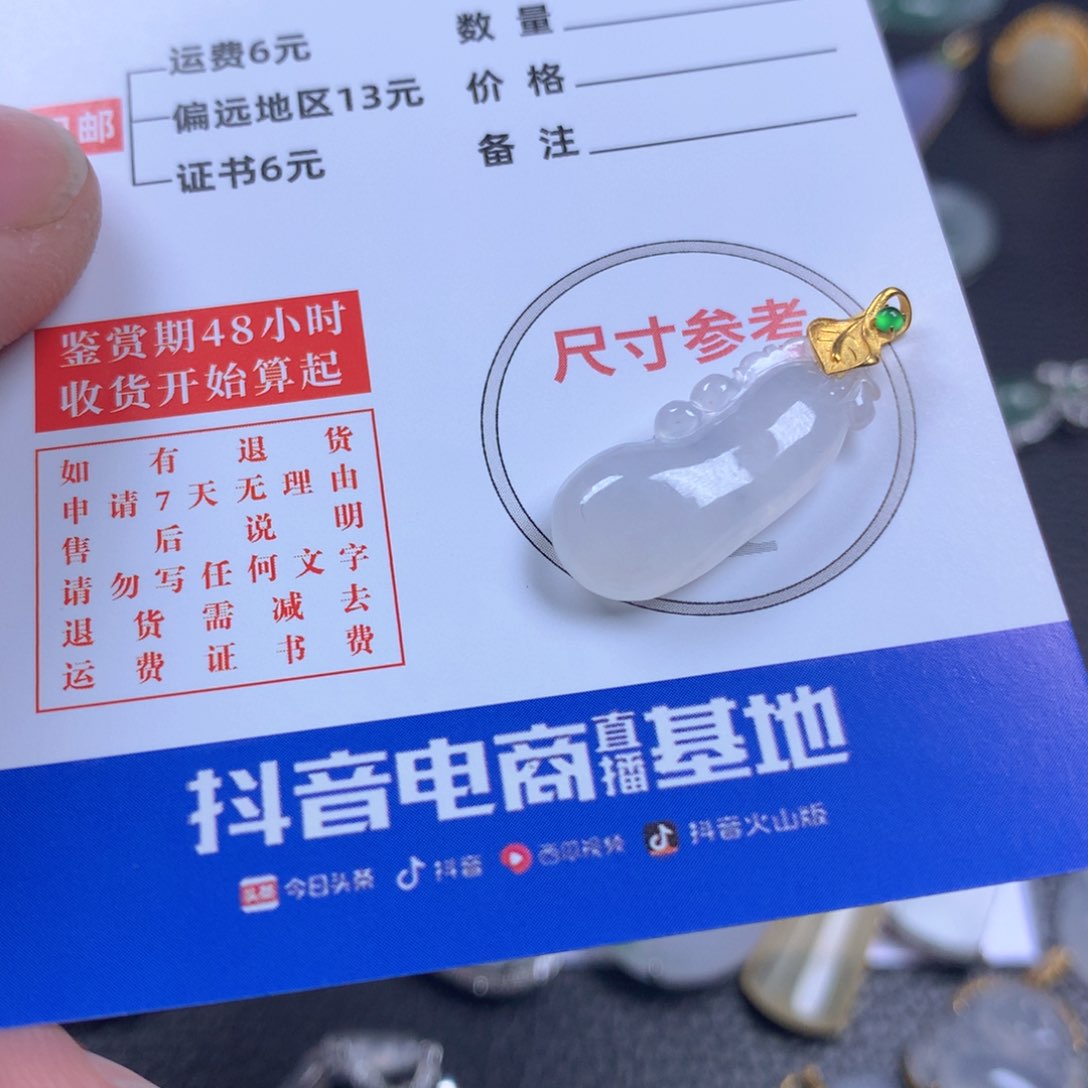 运费6元
偏远地区13元
证书6元
邮
数量
价格
备注
鉴赏期48小时
收货开始算起
如有退货
申请7天无理由
售后说明
请勿写任何文字
退货需减去
运费证书费
尺寸参考
抖音电商直播基地
头条 今日头条 抖音 西瓜视频 抖音火山版